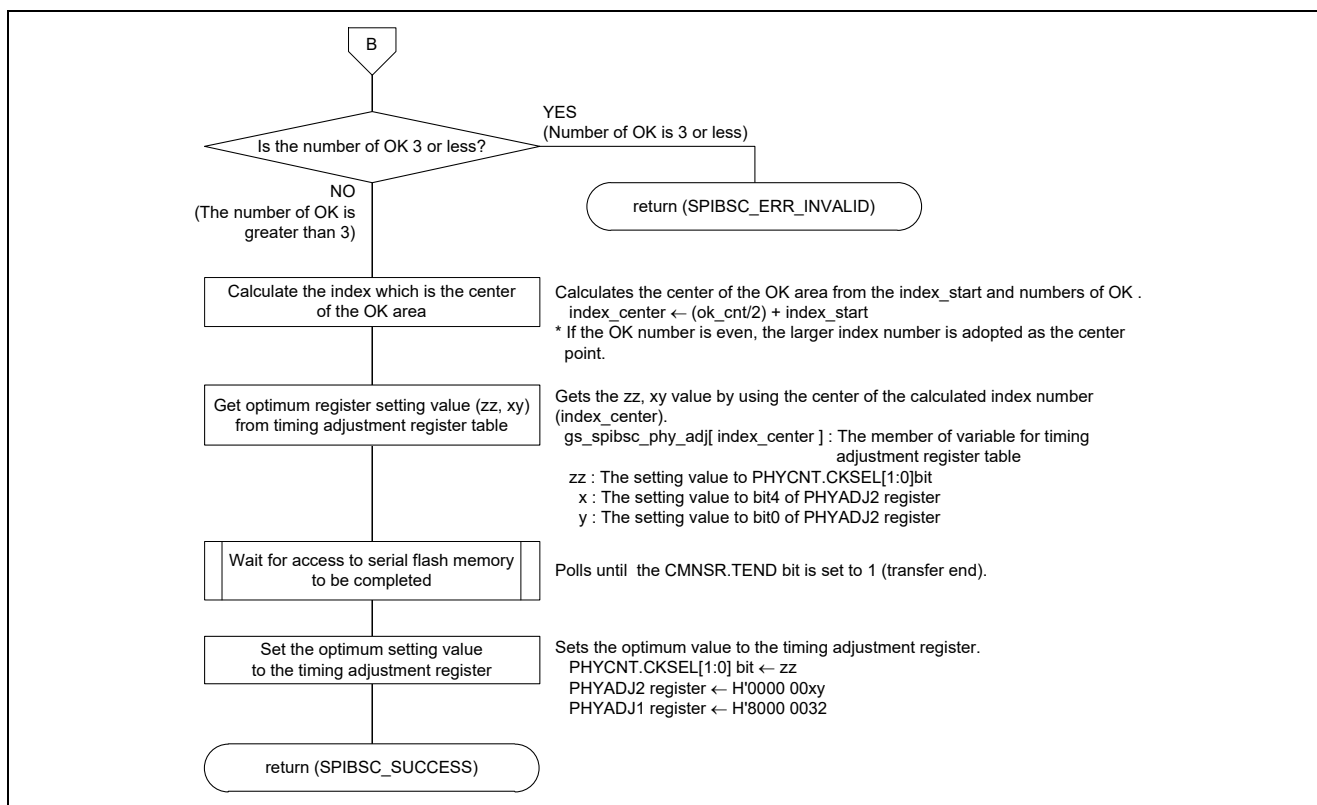 B
Is the number of OK 3 or less?
YES
(Number of OK is 3 or less)
return (SPIBSC_ERR_INVALID)
NO
(The number of OK is
greater than 3)
Calculate the index which is the center
of the OK area
Calculates the center of the OK area from the index_start and numbers of OK .
index_center ← (ok_cnt/2) + index_start
* If the OK number is even, the larger index number is adopted as the center
point.
Get optimum register setting value (zz, xy)
from timing adjustment register table
Gets the zz, xy value by using the center of the calculated index number
(index_center).
gs_spibsc_phy_adj[ index_center ] : The member of variable for timing
adjustment register table
zz : The setting value to PHYCNT.CKSEL[1:0]bit
x : The setting value to bit4 of PHYADJ2 register
y : The setting value to bit0 of PHYADJ2 register
Wait for access to serial flash memory
to be completed
Polls until  the CMNSR.TEND bit is set to 1 (transfer end).
Set the optimum setting value
to the timing adjustment register
Sets the optimum value to the timing adjustment register.
PHYCNT.CKSEL[1:0] bit ← zz
PHYADJ2 register ← H'0000 00xy
PHYADJ1 register ← H'8000 0032
return (SPIBSC_SUCCESS)